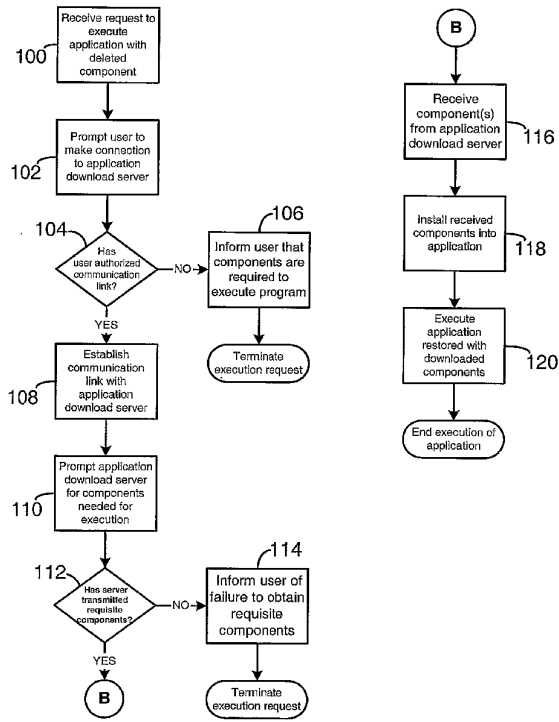 Receive request to
execute
application with
deleted
component
100
Prompt user to
make connection
to application
download server
102
104
Has
user authorized
communication
link?
NO
106
Inform user that
components are
required to
execute program
Terminate
execution request
YES
Establish
communication
link with
application
download server
108
Prompt application
download server
for components
needed for
execution
110
112
Has server
transmitted
requisite
components?
NO
114
Inform user of
failure to obtain
requisite
components
Terminate
execution request
YES
B
B
Receive
component(s)
from application
download server
116
Install received
components into
application
118
Execute
application
restored with
downloaded
components
120
End execution of
application